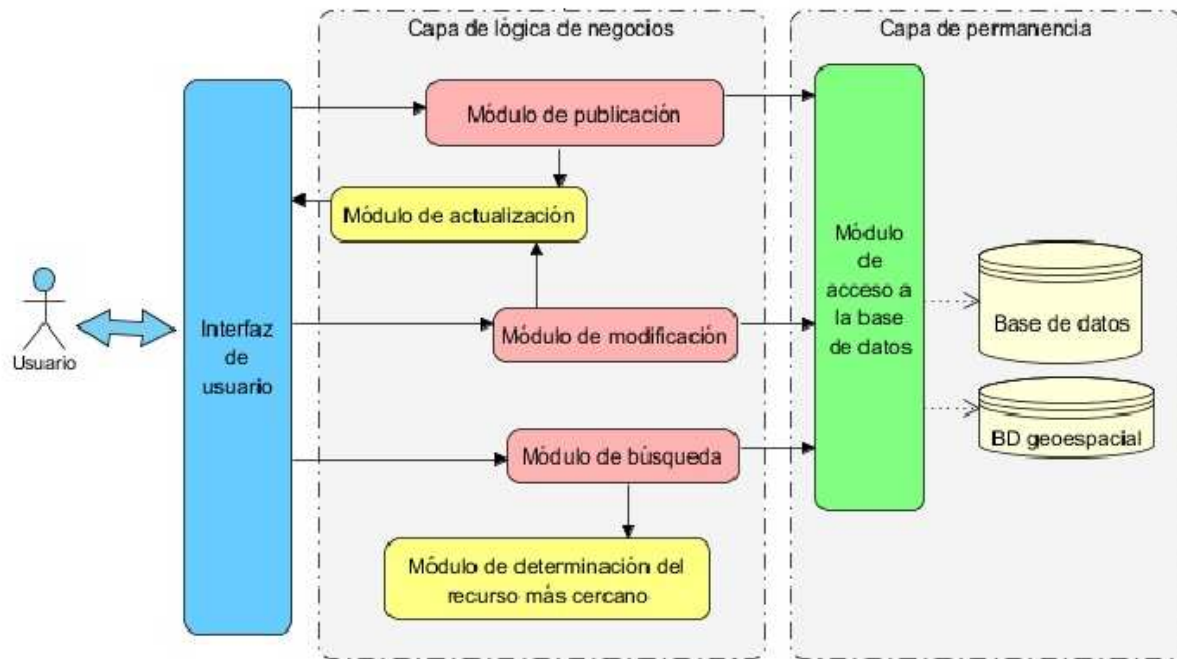 Capa de lógica de negocios
Capa de permanencia
Módulo de publicación
Módulo de actualización
Módulo
de
acceso a
la base
de datos
Usuario
Interfaz
de
usuario
Módulo de modificación
Base de datos
BD geoespacial
Módulo de búsqueda
Módulo de determinación del
recurso más cercano